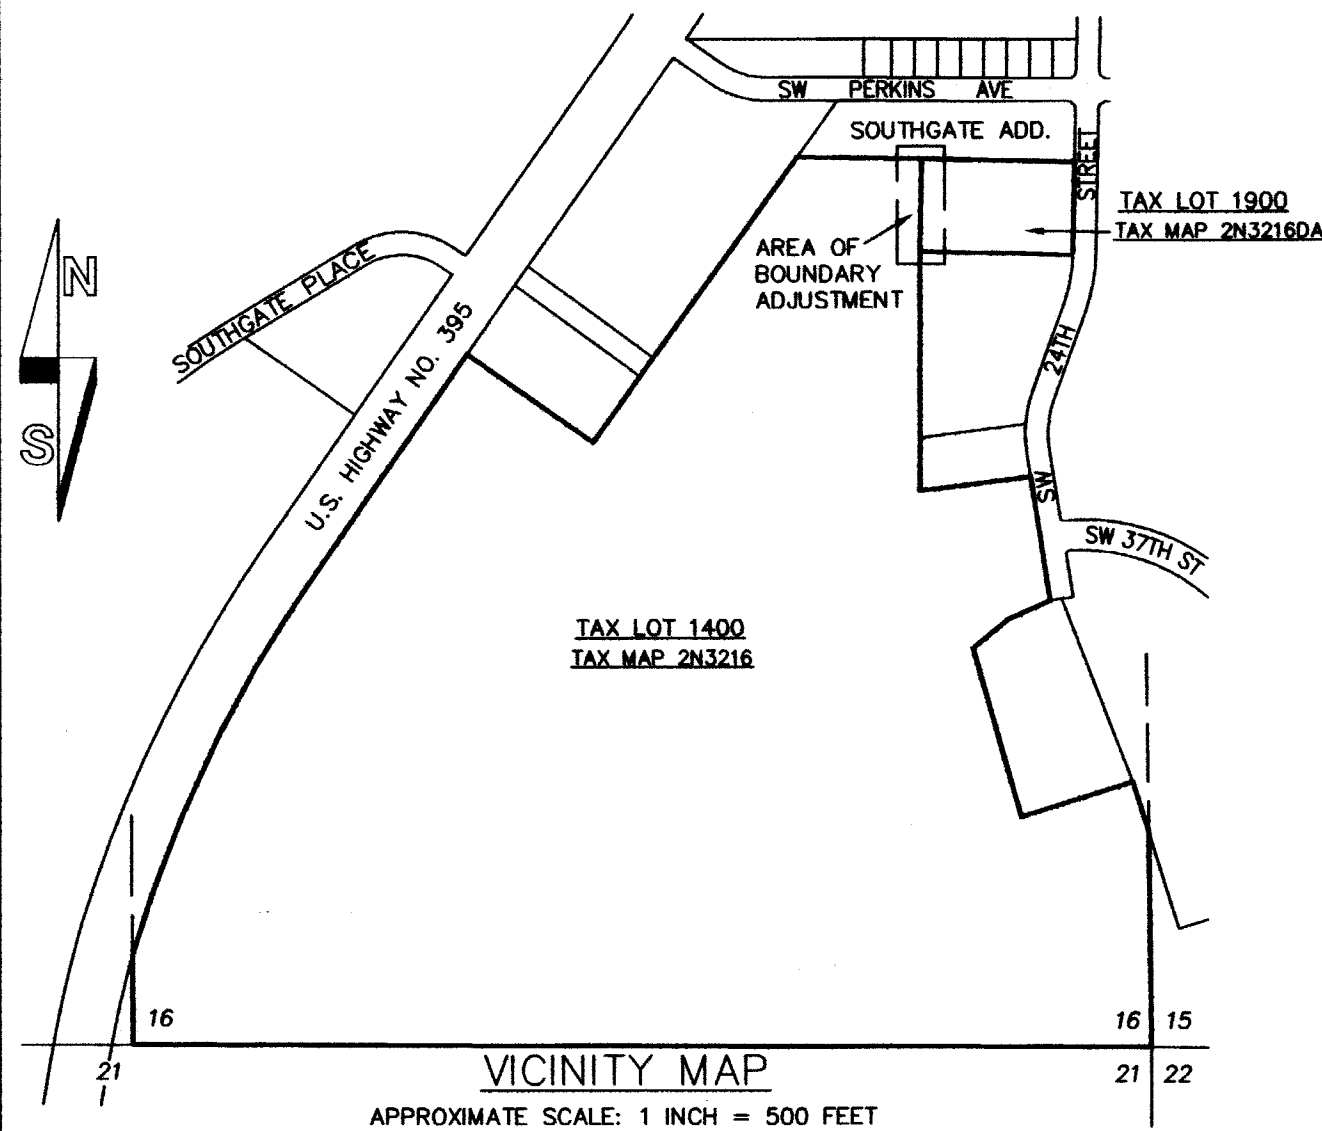 SW PERKINS AVE
SOUTHGATE ADD.
STREET
TAX LOT 1900
TAX MAP 2N3216DA
AREA OF
BOUNDARY
ADJUSTMENT
N
SOUTHGATE PLACE
U.S. HIGHWAY NO. 395
24TH
S
SW
SW 37TH ST
TAX LOT 1400
TAX MAP 2N3216
16
16 15
21
21 22
VICINITY MAP
APPROXIMATE SCALE: 1 INCH = 500 FEET